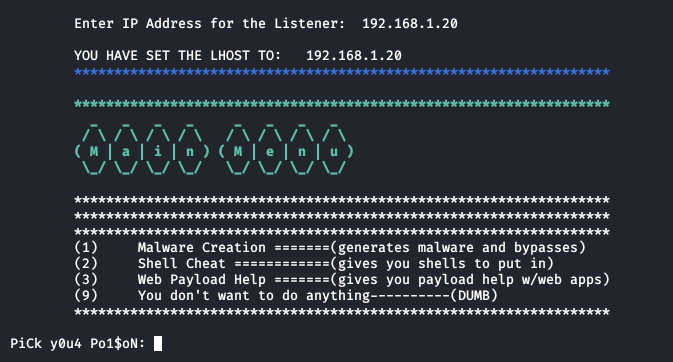 Enter IP Address for the Listener:  192.168.1.20
YOU HAVE SET THE LHOST TO:   192.168.1.20
******************************************************************
******************************************************************
  _   _   _   _     _   _   _   _
 / \ / \ / \ / \   / \ / \ / \ / \
( M | a | i | n ) ( M | e | n | u )
 \_/ \_/ \_/ \_/   \_/ \_/ \_/ \_/
******************************************************************
******************************************************************
******************************************************************
(1)     Malware Creation =======(generates malware and bypasses)
(2)     Shell Cheat ============(gives you shells to put in)
(3)     Web Payload Help =======(gives you payload help w/web apps)
(9)     You don't want to do anything----------(DUMB)
******************************************************************
PiCk y0u4 Po1$oN: